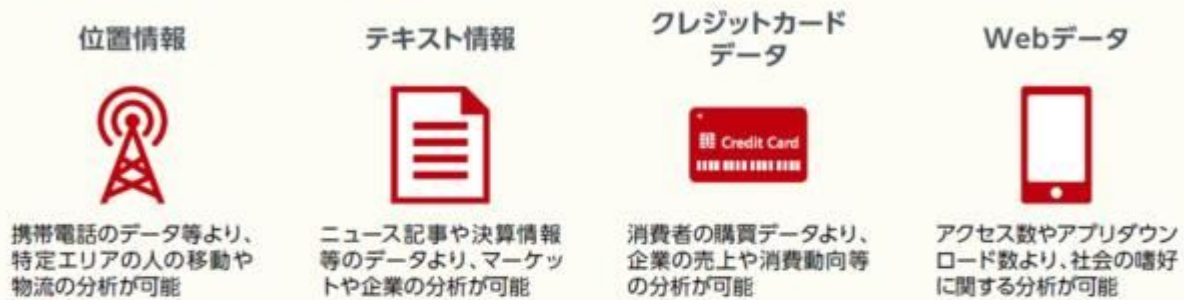 位置情報
携帯電話のデータ等より、
特定エリアの人の移動や
物流の分析が可能
テキスト情報
ニュース記事や決算情報
等のデータより、マーケッ
トや企業の分析が可能
クレジットカード
データ
Credit Card
消費者の購買データより、
企業の売上や消費動向等
の分析が可能
Webデータ
アクセス数やアプリダウン
ロード数より、社会の嗜好
に関する分析が可能